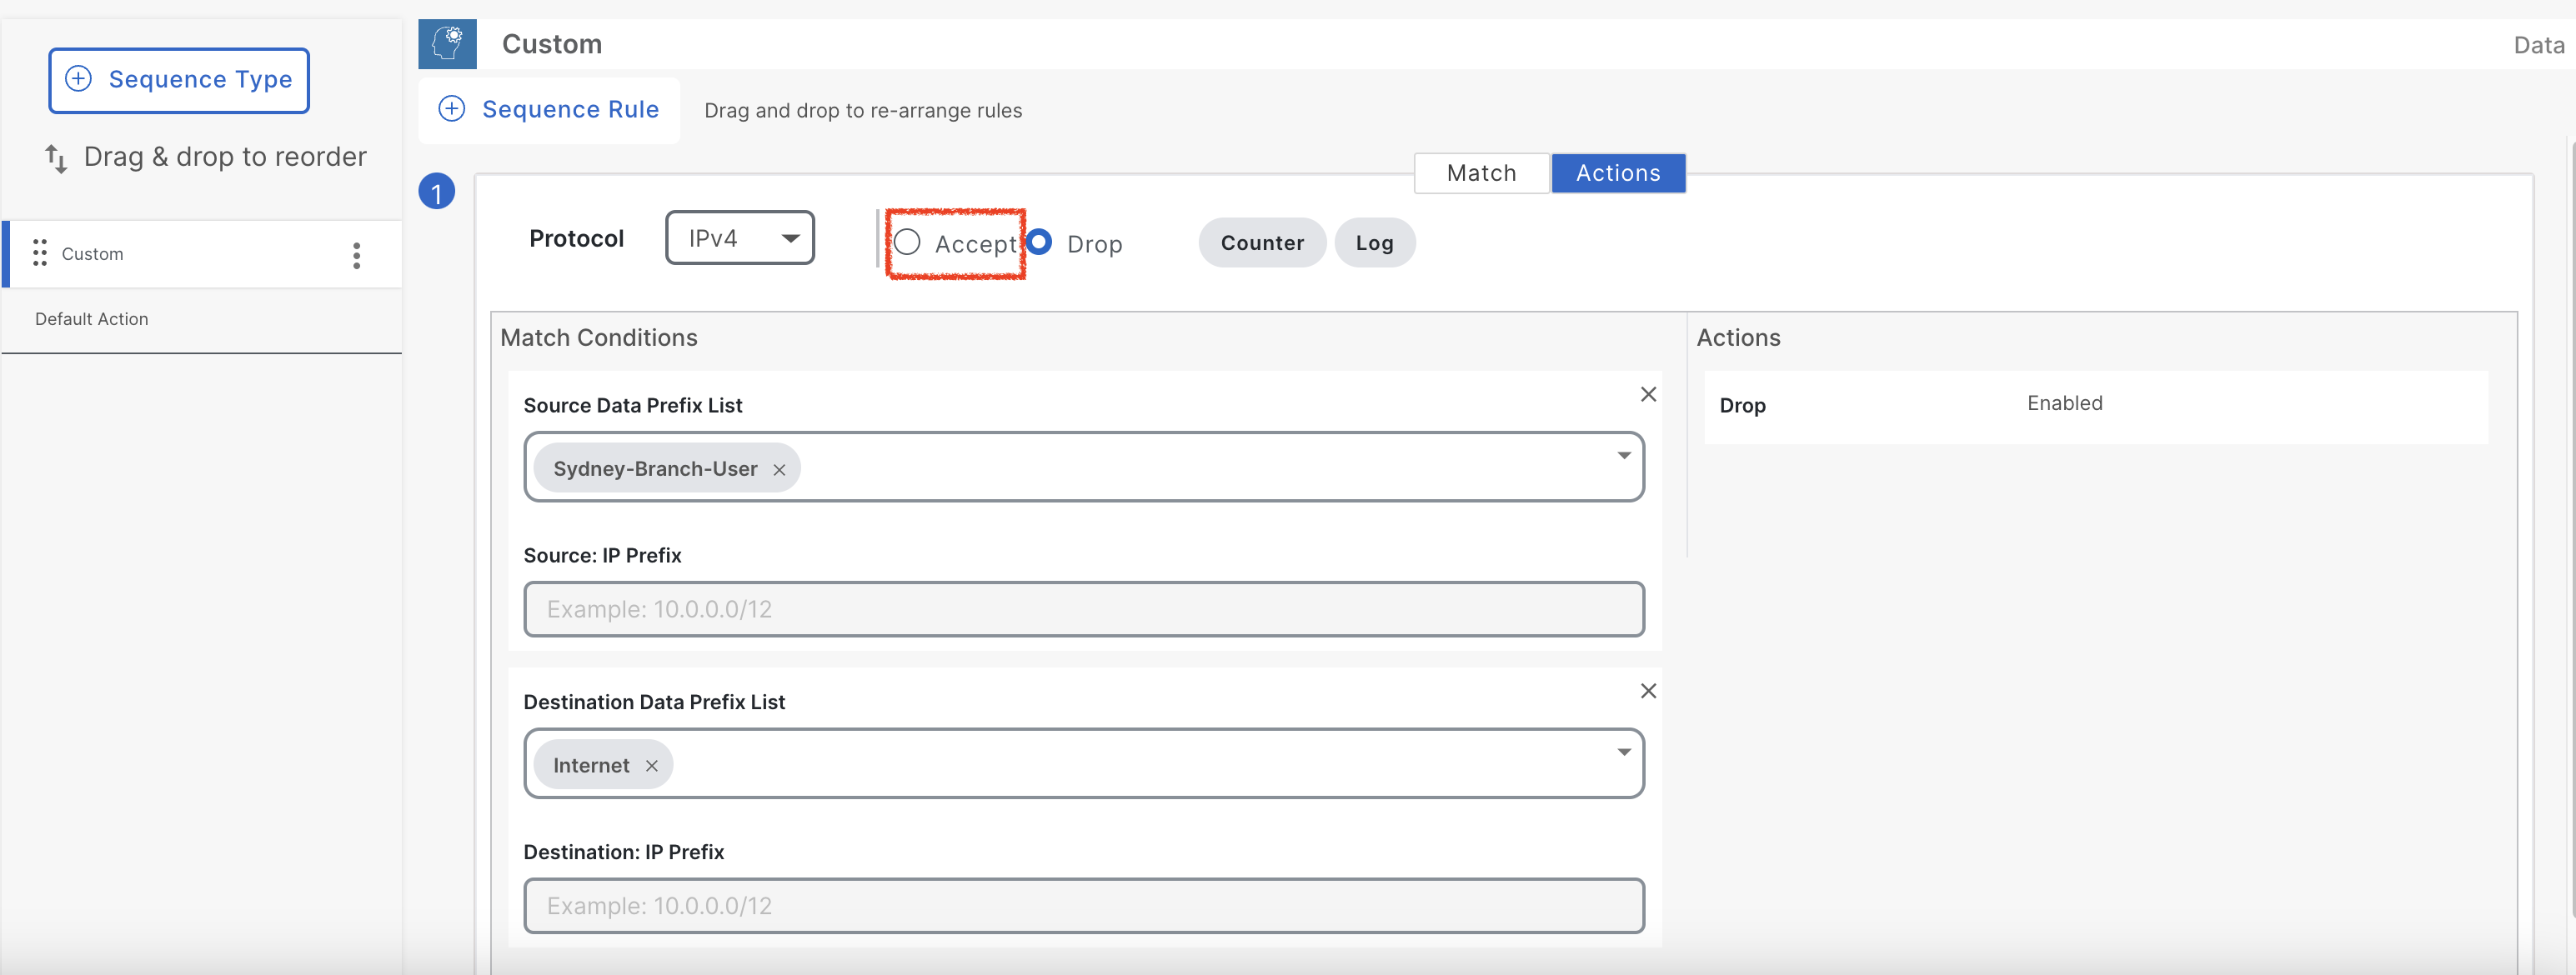 Sequence Type
Drag & drop to reorder
Custom
Default Action
Custom
Data
Sequence Rule
Drag and drop to re-arrange rules
Match
Actions
1
Protocol
IPv4
Accept
Drop
Counter
Log
Match Conditions
Source Data Prefix List
Sydney-Branch-User
Source: IP Prefix
Example: 10.0.0.0/12
Destination Data Prefix List
Internet
Destination: IP Prefix
Example: 10.0.0.0/12
Actions
Drop
Enabled